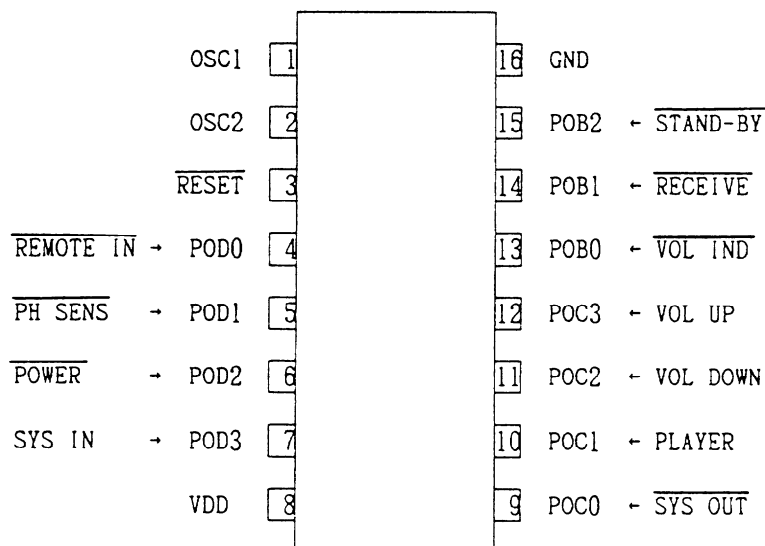 OSC1 1 16 GND
OSC2 2 15 POB2 ← STAND-BY
RESET 3 14 POB1 ← RECEIVE
REMOTE IN → POD0 4 13 POB0 ← VOL IND
PH SENS → POD1 5 12 POC3 ← VOL UP
POWER → POD2 6 11 POC2 ← VOL DOWN
SYS IN → POD3 7 10 POC1 ← PLAYER
VDD 8 9 POC0 ← SYS OUT